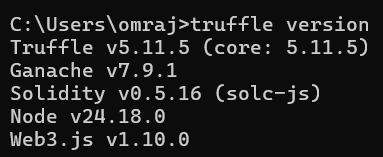 C:\Users\omraj>truffle version
Truffle v5.11.5 (core: 5.11.5)
Ganache v7.9.1
Solidity v0.5.16 (solc-js)
Node v24.18.0
Web3.js v1.10.0